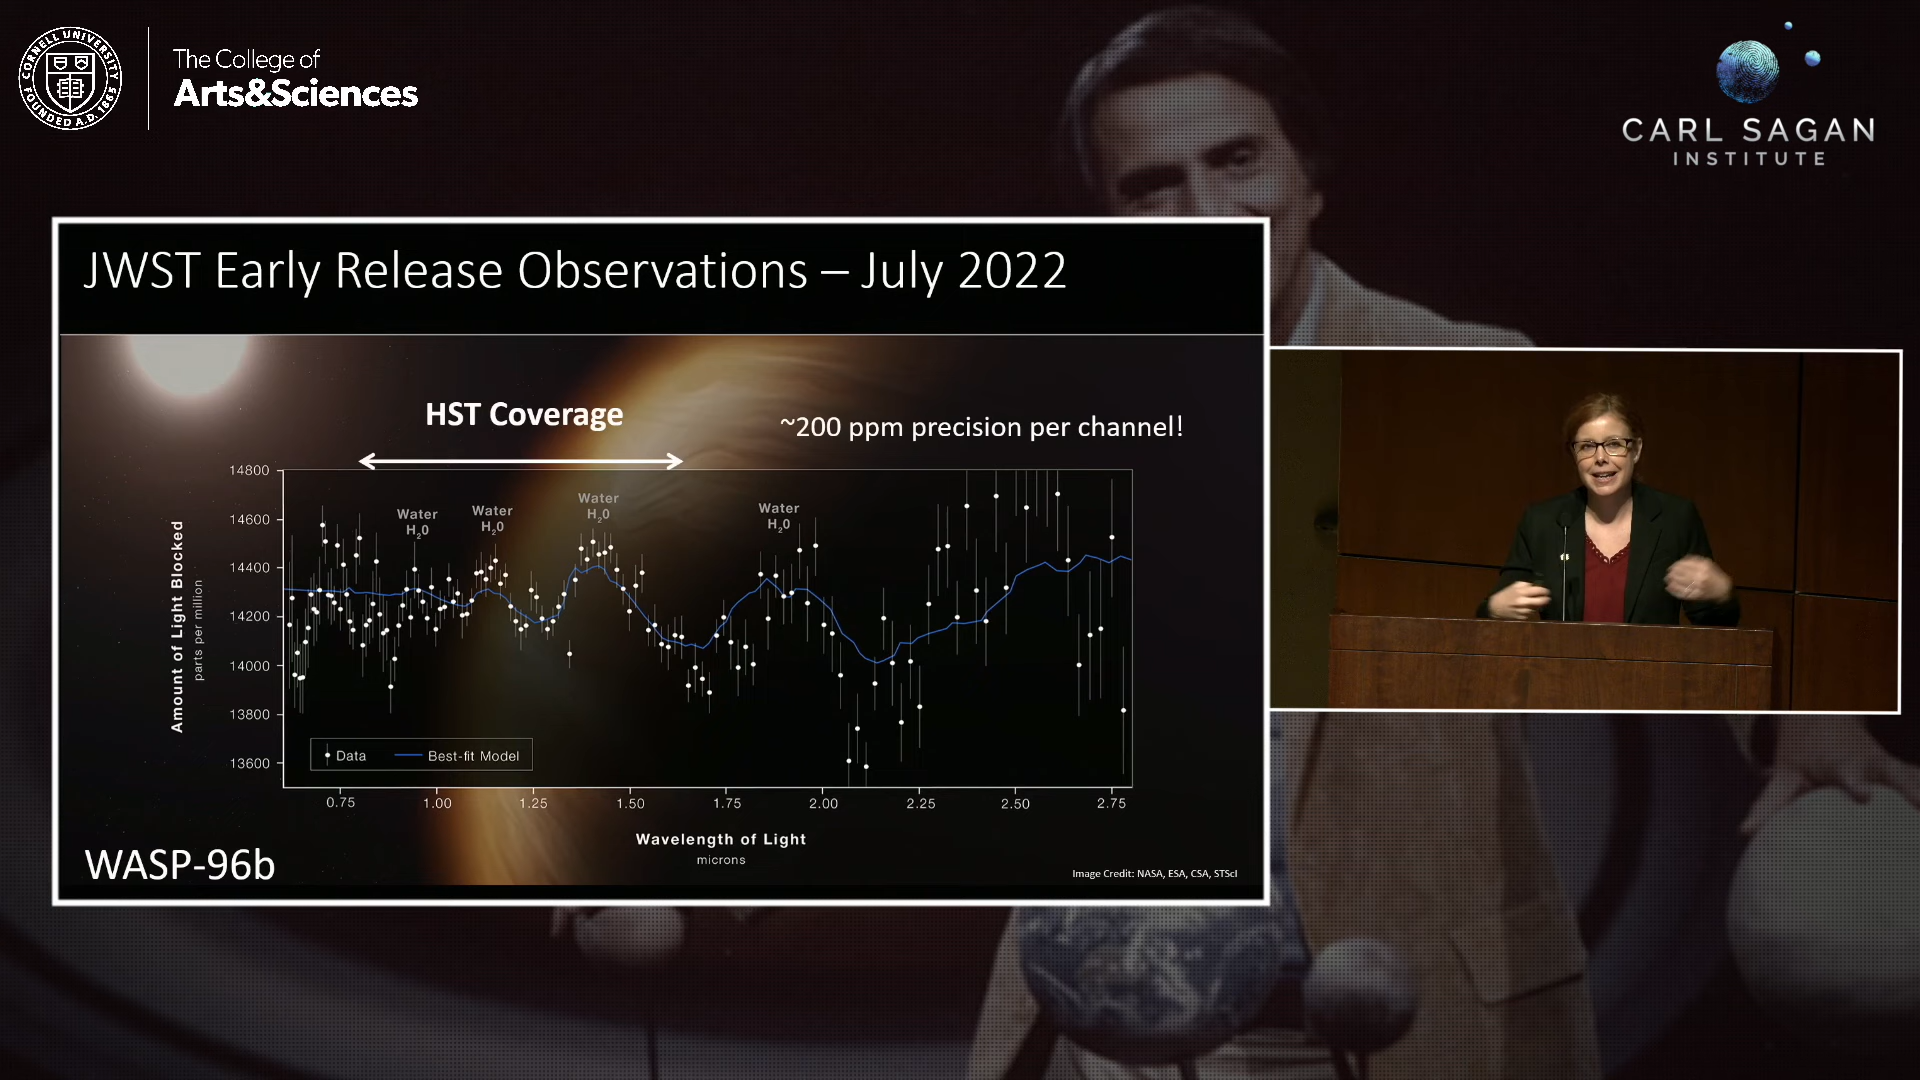 CORNELL UNIVERSITY
FOUNDED A.D. 1865
The College of
Arts&Sciences
CARL SAGAN
INSTITUTE
JWST Early Release Observations – July 2022
HST Coverage
~200 ppm precision per channel!
14800
14600
14400
14200
14000
13800
13600
Amount of Light Blocked
parts per million
Water
H₂0
Water
H₂0
Water
H₂0
Water
H₂0
Data
Best-fit Model
0.75
1.00
1.25
1.50
1.75
2.00
2.25
2.50
2.75
Wavelength of Light
microns
WASP-96b
Image Credit: NASA, ESA, CSA, STScI